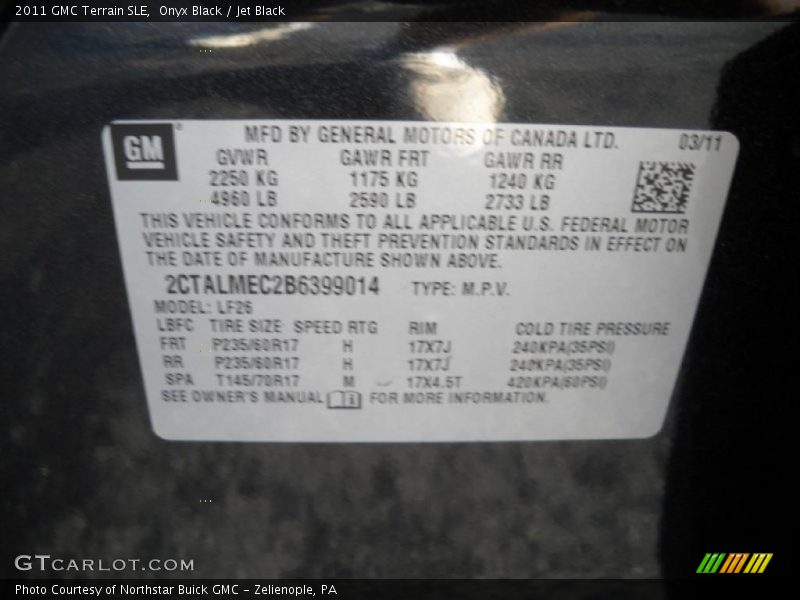 2011 GMC Terrain SLE, Onyx Black / Jet Black
GM
MFD BY GENERAL MOTORS OF CANADA LTD. 03/11
GVWR GAWR FRT GAWR RR
2250 KG 1175 KG 1240 KG
4960 LB 2590 LB 2733 LB
THIS VEHICLE CONFORMS TO ALL APPLICABLE U.S. FEDERAL MOTOR
VEHICLE SAFETY AND THEFT PREVENTION STANDARDS IN EFFECT ON
THE DATE OF MANUFACTURE SHOWN ABOVE.
2CTALMEC2B6399014 TYPE: M.P.V.
MODEL: LF26
LBFC TIRE SIZE SPEED RTG RIM COLD TIRE PRESSURE
FRT P235/60R17 H 17X7J 240KPA(35PSI)
RR P235/60R17 H 17X7J 240KPA(35PSI)
SPA T145/70R17 M 17X4.5T 420KPA(60PSI)
SEE OWNER'S MANUAL FOR MORE INFORMATION.
GTCARLOT.COM
Photo Courtesy of Northstar Buick GMC - Zelienople, PA